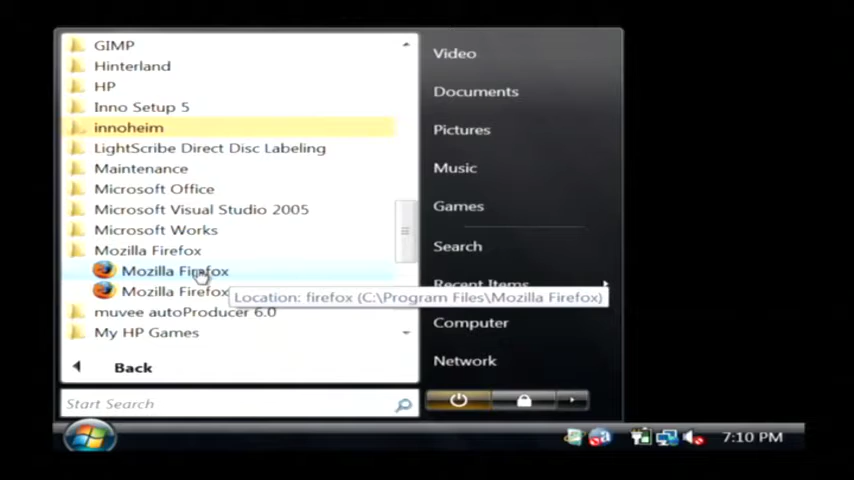 GIMP
Hinterland
HP
Inno Setup 5
innoheim
LightScribe Direct Disc Labeling
Maintenance
Microsoft Office
Microsoft Visual Studio 2005
Microsoft Works
Mozilla Firefox
Mozilla Firefox
Mozilla Firefox
Location: firefox (C:\Program Files\Mozilla Firefox)
muvee autoProducer 6.0
My HP Games
Back
Start Search
Video
Documents
Pictures
Music
Games
Search
Recent Items
Computer
Network
7:10 PM